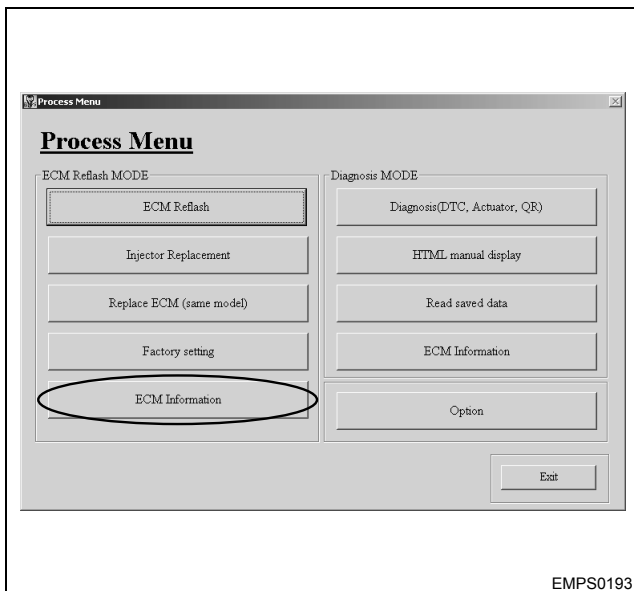 Process Menu
Process Menu
ECM Reflash MODE
ECM Reflash
Injector Replacement
Replace ECM (same model)
Factory setting
ECM Information
Diagnosis MODE
Diagnosis(DTC, Actuator, QR)
HTML manual display
Read saved data
ECM Information
Option
Exit
EMPS0193